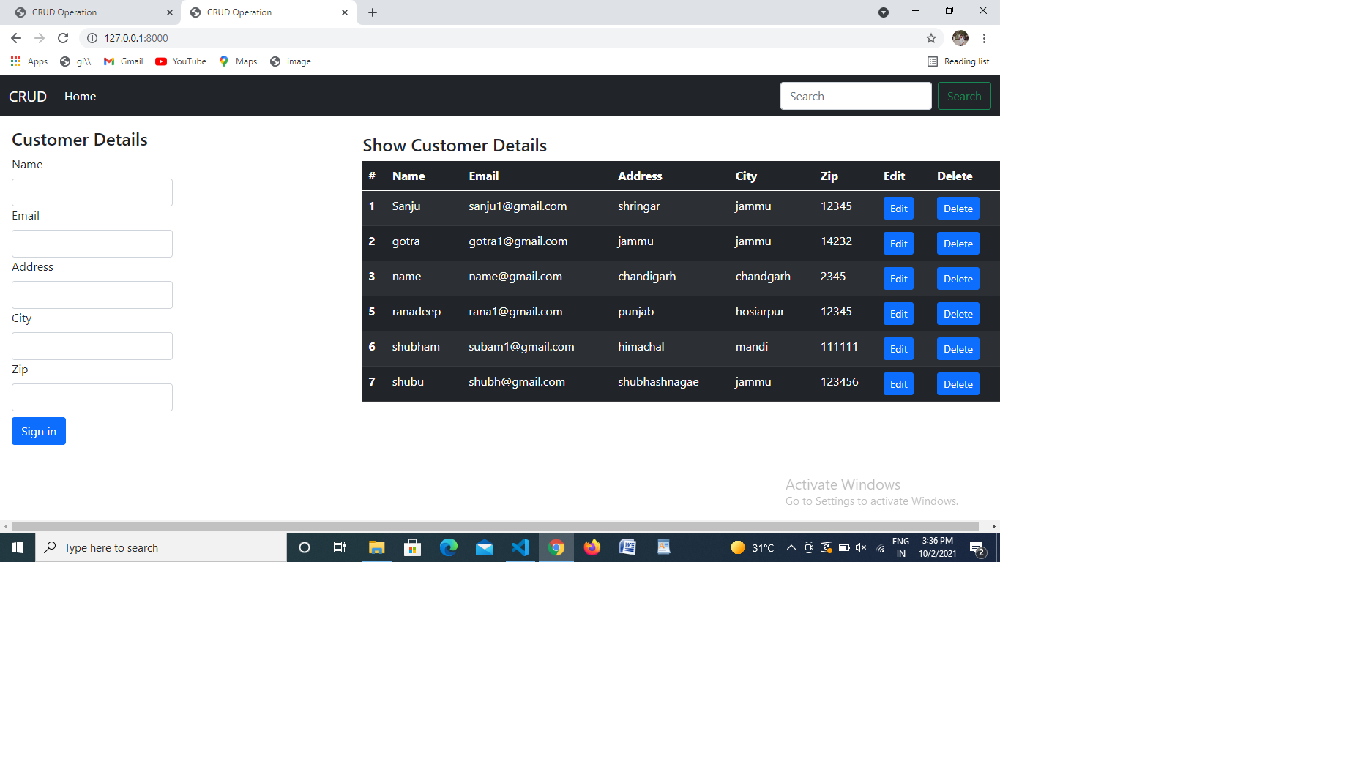 CRUD Operation
CRUD Operation
127.0.0.1:8000
Apps g:\\ Gmail YouTube Maps image Reading list
CRUD Home Search Search
Customer Details
Name
Email
Address
City
Zip
Sign in
Show Customer Details
# Name Email Address City Zip Edit Delete
1 Sanju sanju1@gmail.com shringar jammu 12345 Edit Delete
2 gotra gotra1@gmail.com jammu jammu 14232 Edit Delete
3 name name@gmail.com chandigarh chandgarh 2345 Edit Delete
5 ranadeep rana1@gmail.com punjab hosiarpur 12345 Edit Delete
6 shubham subam1@gmail.com himachal mandi 111111 Edit Delete
7 shubu shubh@gmail.com shubhashnagae jammu 123456 Edit Delete
Activate Windows
Go to Settings to activate Windows.
Type here to search
31°C
ENG
IN
3:36 PM
10/2/2021
2